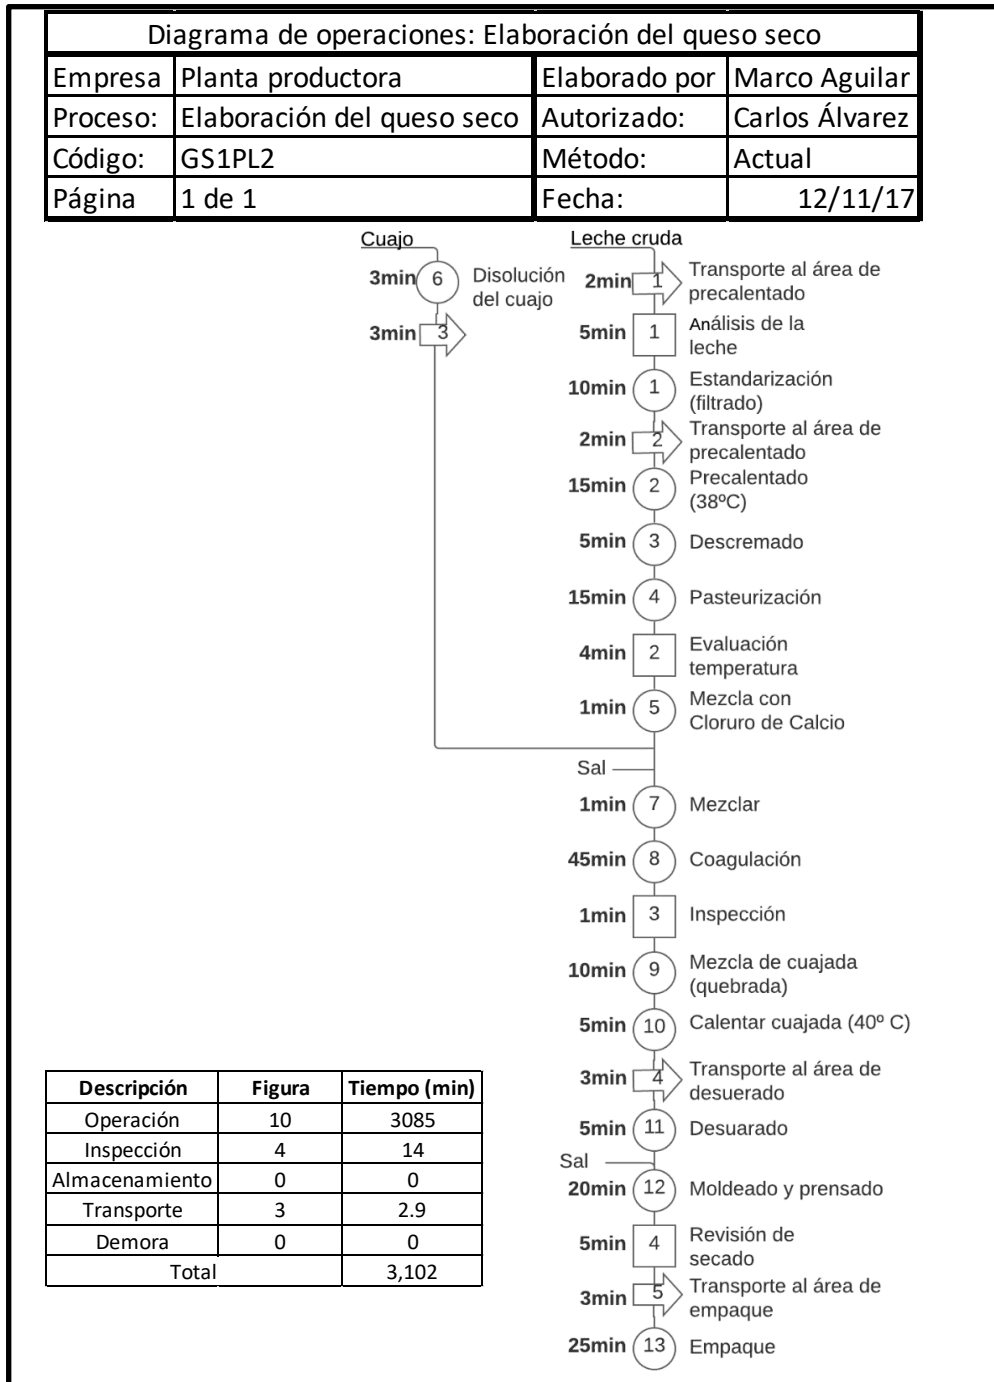 Diagrama de operaciones: Elaboración del queso seco
Empresa Planta productora Elaborado por Marco Aguilar
Proceso: Elaboración del queso seco Autorizado: Carlos Álvarez
Código: GS1PL2 Método: Actual
Página 1 de 1 Fecha: 12/11/17
Cuajo
3min 6 Disolución
del cuajo
3min 3
Leche cruda
2min 1 Transporte al área de
precalentado
5min 1 Análisis de la
leche
10min 1 Estandarización
(filtrado)
2min 2 Transporte al área de
precalentado
15min 2 Precalentado
(38ºC)
5min 3 Descremado
15min 4 Pasteurización
4min 2 Evaluación
temperatura
1min 5 Mezcla con
Cloruro de Calcio
Sal
1min 7 Mezclar
45min 8 Coagulación
1min 3 Inspección
10min 9 Mezcla de cuajada
(quebrada)
5min 10 Calentar cuajada (40º C)
3min 4 Transporte al área de
desuerado
5min 11 Desuarado
Sal
20min 12 Moldeado y prensado
5min 4 Revisión de
secado
3min 5 Transporte al área de
empaque
25min 13 Empaque
Descripción Figura Tiempo (min)
Operación 10 3085
Inspección 4 14
Almacenamiento 0 0
Transporte 3 2.9
Demora 0 0
Total 3,102